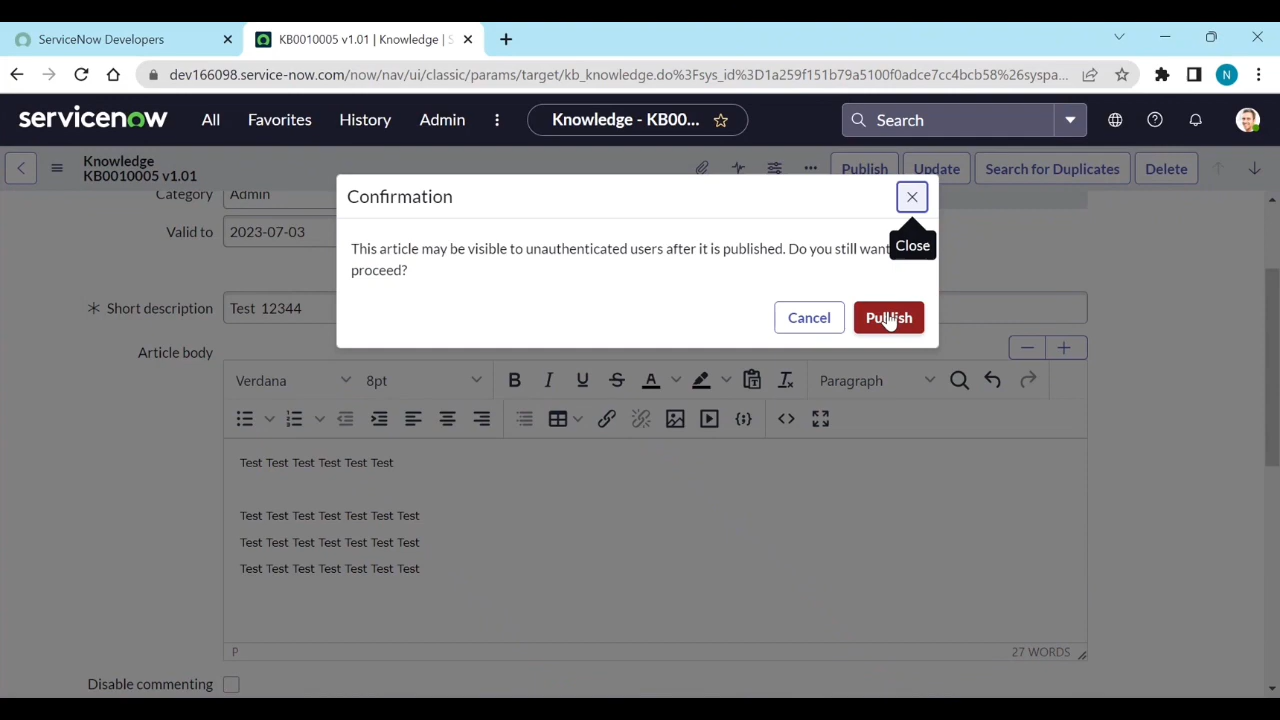 ServiceNow Developers
KB0010005 v1.01 | Knowledge | S
dev166098.service-now.com/now/nav/ui/classic/params/target/kb_knowledge.do%3Fsys_id%3D1a259f151b79a5100f0adce7cc4bcb58%26syspa...
N
servicenow
All
Favorites
History
Admin
Knowledge - KB00...
Search
Knowledge
KB0010005 v1.01
Publish
Update
Search for Duplicates
Delete
Category
Admin
Valid to
2023-07-03
Confirmation
Close
This article may be visible to unauthenticated users after it is published. Do you still want
proceed?
Cancel
Publish
Short description
Test 12344
Article body
Verdana
8pt
Paragraph
Test Test Test Test Test Test
Test Test Test Test Test Test Test
Test Test Test Test Test Test Test
Test Test Test Test Test Test Test
P
27 WORDS
Disable commenting